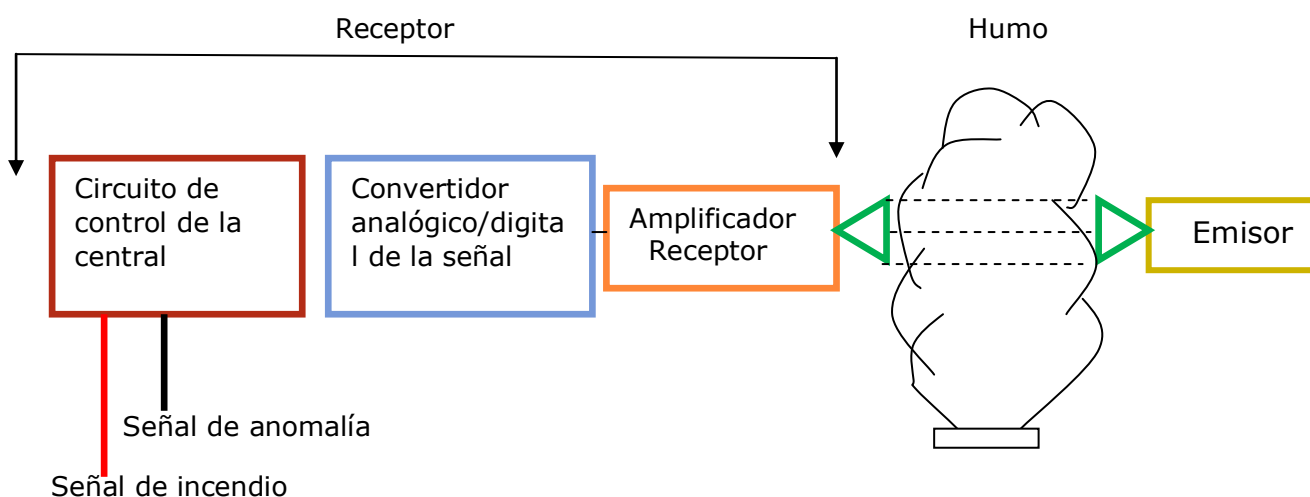 Receptor
Humo
Circuito de
control de la
central
Convertidor
analógico/digita
l de la señal
Amplificador
Receptor
Emisor
Señal de anomalía
Señal de incendio